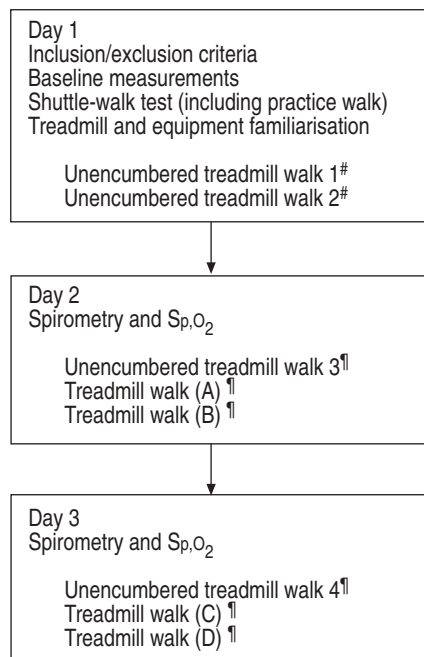 Day 1
Inclusion/exclusion criteria
Baseline measurements
Shuttle-walk test (including practice walk)
Treadmill and equipment familiarisation
Unencumbered treadmill walk 1#
Unencumbered treadmill walk 2#
Day 2
Spirometry and Sp,O2
Unencumbered treadmill walk 3¶
Treadmill walk (A) ¶
Treadmill walk (B) ¶
Day 3
Spirometry and Sp,O2
Unencumbered treadmill walk 4¶
Treadmill walk (C) ¶
Treadmill walk (D) ¶